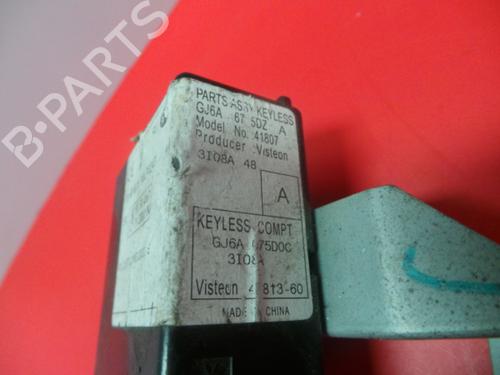 PARTS ASSY KEYLESS
GJ6A 67 5DZ A
Model No. 41807
Producer Visteon
3I08A 48
A
KEYLESS COMPT
GJ6A 675D0C
3I08A
Visteon 4 813-60
MADE IN CHINA